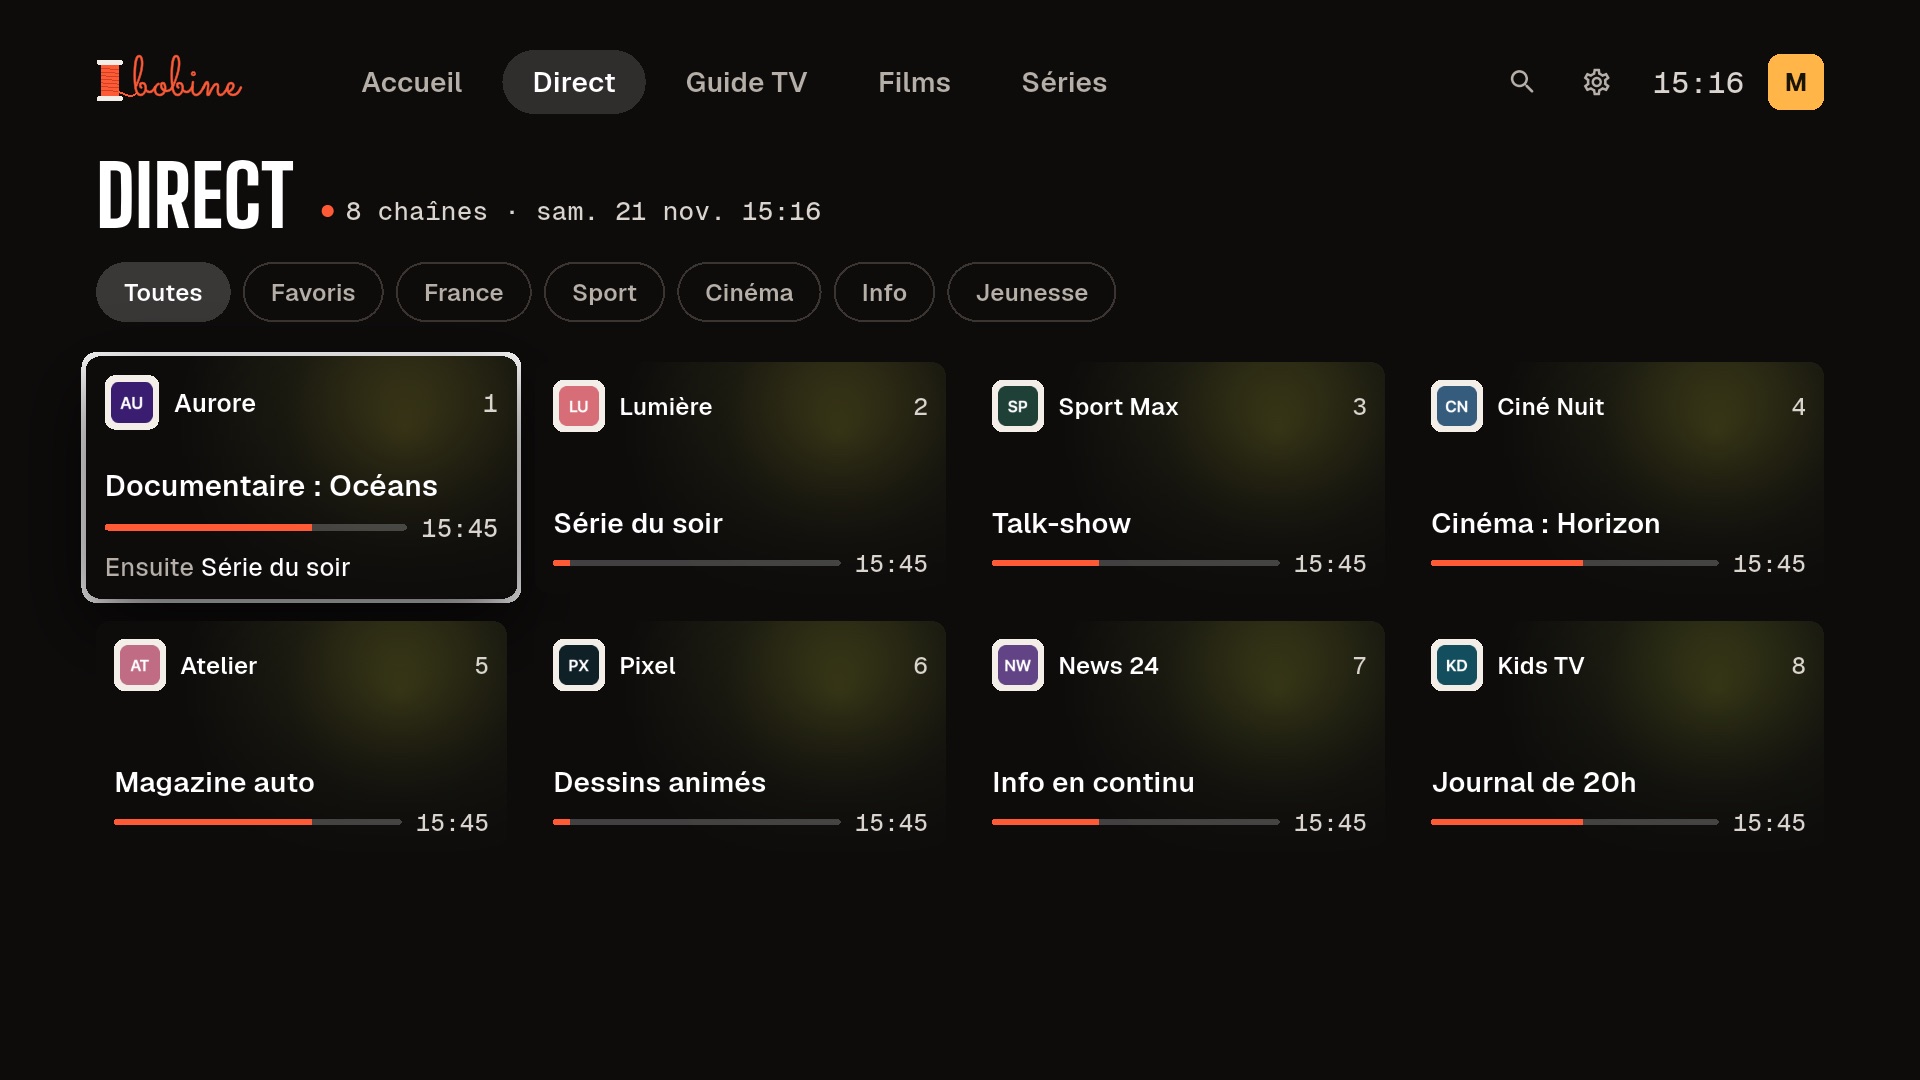 bobine Accueil Direct Guide TV Films Séries 15:16 M
DIRECT 8 chaînes · sam. 21 nov. 15:16
Toutes Favoris France Sport Cinéma Info Jeunesse
AU Aurore 1
Documentaire : Océans
15:45
Ensuite Série du soir
LU Lumière 2
Série du soir
15:45
SP Sport Max 3
Talk-show
15:45
CN Ciné Nuit 4
Cinéma : Horizon
15:45
AT Atelier 5
Magazine auto
15:45
PX Pixel 6
Dessins animés
15:45
NW News 24 7
Info en continu
15:45
KD Kids TV 8
Journal de 20h
15:45